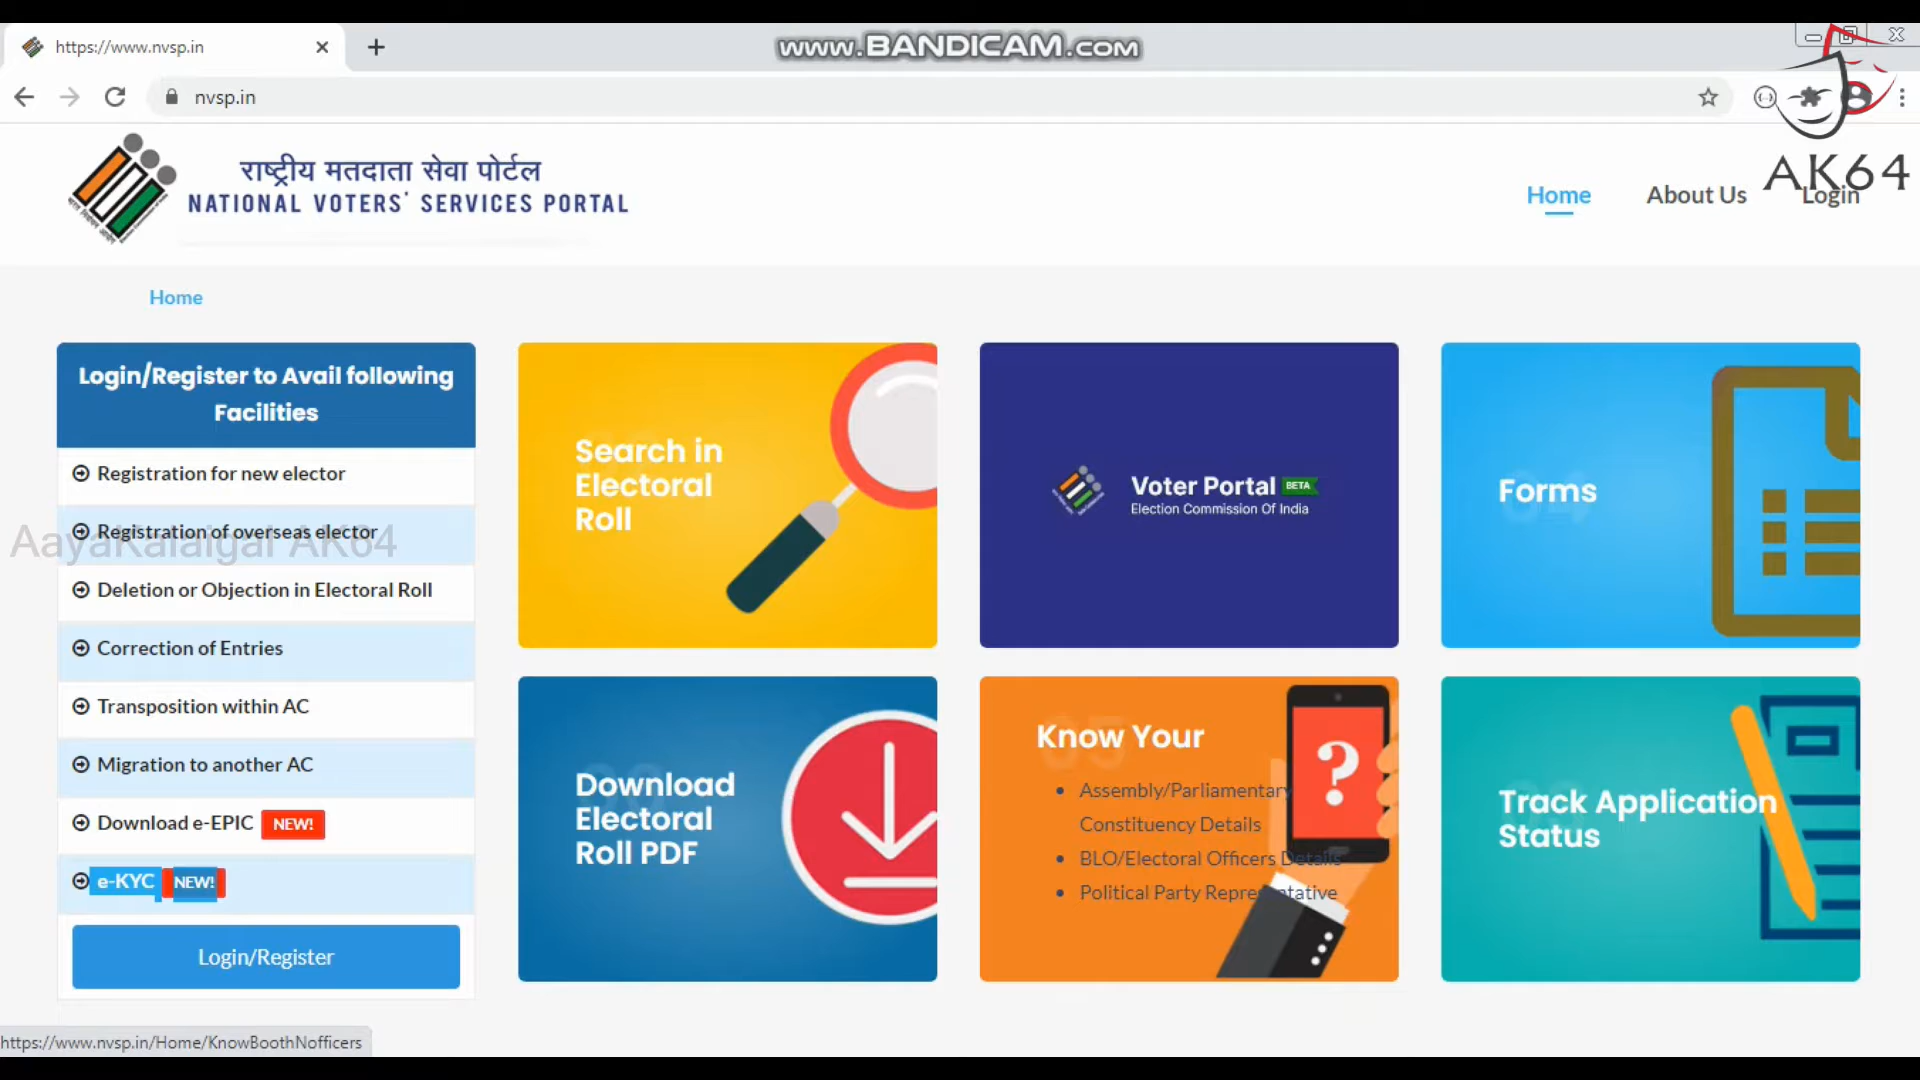 https://www.nvsp.in
www.BANDICAM.com
nvsp.in
राष्ट्रीय मतदाता सेवा पोर्टल
NATIONAL VOTERS' SERVICES PORTAL
Home
About Us
Login
AK64
Home
Login/Register to Avail following
Facilities
Registration for new elector
Registration of overseas elector
AayaKalaigal AK64
Deletion or Objection in Electoral Roll
Correction of Entries
Transposition within AC
Migration to another AC
Download e-EPIC NEW!
e-KYC NEW!
Login/Register
Search in
Electoral
Roll
Voter Portal BETA
Election Commission Of India
Forms
Download
Electoral
Roll PDF
Know Your
Assembly/Parliamentary
Constituency Details
BLO/Electoral Officers Details
Political Party Representative
05
?
Track Application
Status
https://www.nvsp.in/Home/KnowBoothNofficers